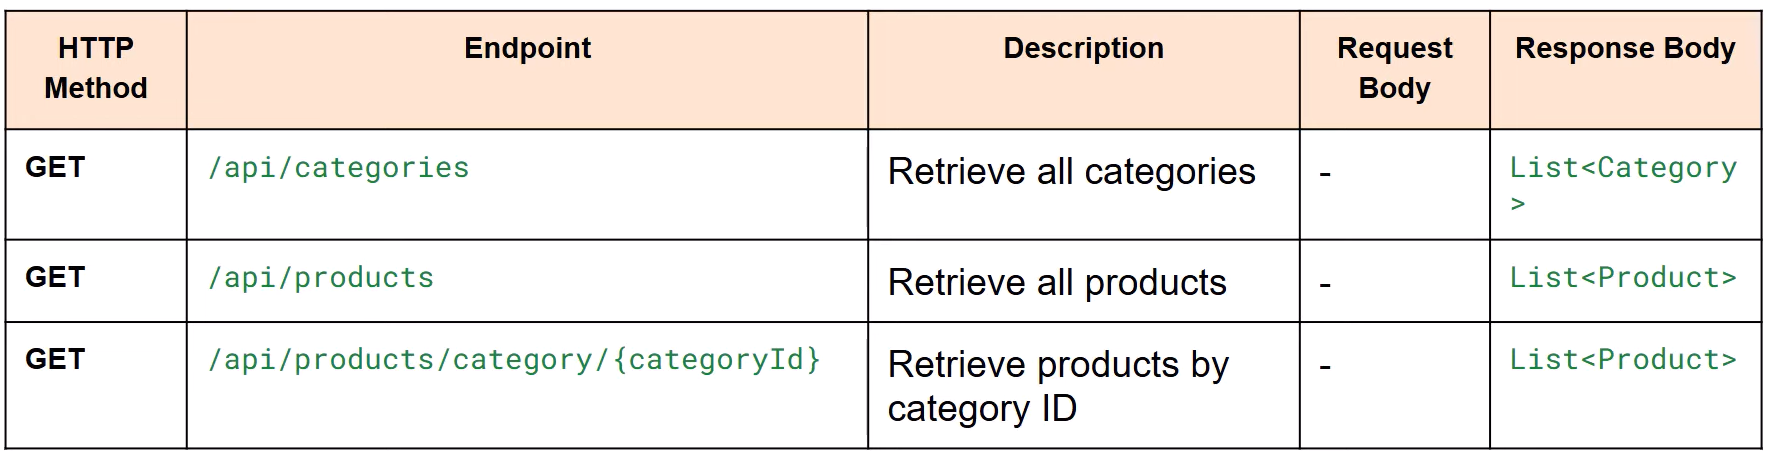 HTTP
Method
Endpoint
Description
Request
Body
Response Body
GET
/api/categories
Retrieve all categories
-
List<Category
>
GET
/api/products
Retrieve all products
-
List<Product>
GET
/api/products/category/{categoryId}
Retrieve products by
category ID
-
List<Product>